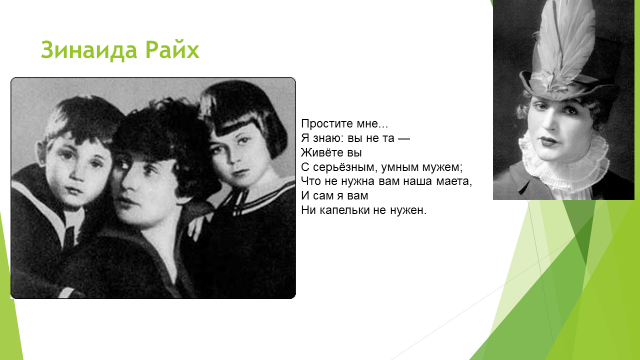 Зинаида Райх
Простите мне...
Я знаю: вы не та —
Живёте вы
С серьёзным, умным мужем;
Что не нужна вам наша маета,
И сам я вам
Ни капельки не нужен.